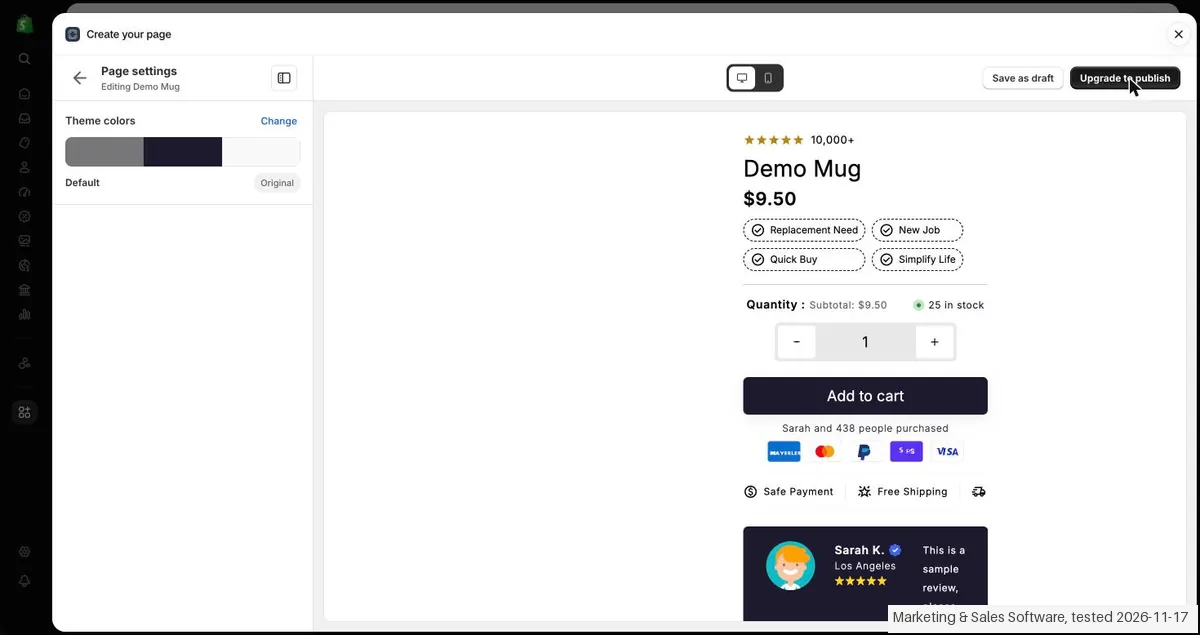 Create your page
Page settings
Editing Demo Mug
Save as draft
Upgrade to publish
Theme colors
Change
Default
Original
10,000+
Demo Mug
$9.50
Replacement Need
New Job
Quick Buy
Simplify Life
Quantity : Subtotal: $9.50
25 in stock
- 1 +
Add to cart
Sarah and 438 people purchased
VISA
Safe Payment
Free Shipping
Sarah K.
Los Angeles
This is a
sample
review,
Marketing & Sales Software, tested 2026-11-17